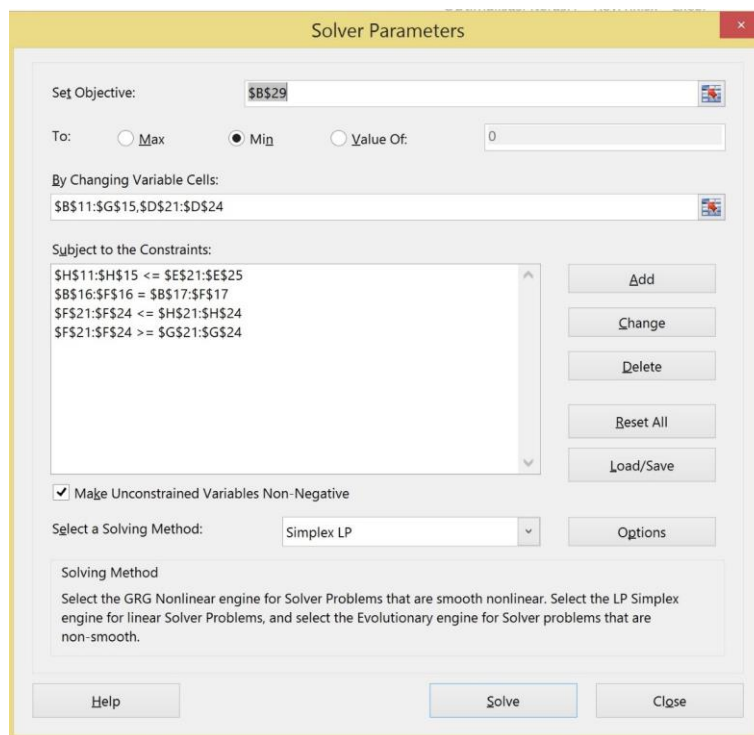 Solver Parameters
Set Objective:
$B$29
To:
Max
Min
Value Of:
0
By Changing Variable Cells:
$B$11:$G$15,$D$21:$D$24
Subject to the Constraints:
$H$11:$H$15 <= $E$21:$E$25
$B$16:$F$16 = $B$17:$F$17
$F$21:$F$24 <= $H$21:$H$24
$F$21:$F$24 >= $G$21:$G$24
Add
Change
Delete
Reset All
Load/Save
Make Unconstrained Variables Non-Negative
Select a Solving Method:
Simplex LP
Options
Solving Method
Select the GRG Nonlinear engine for Solver Problems that are smooth nonlinear. Select the LP Simplex
engine for linear Solver Problems, and select the Evolutionary engine for Solver problems that are
non-smooth.
Help
Solve
Close